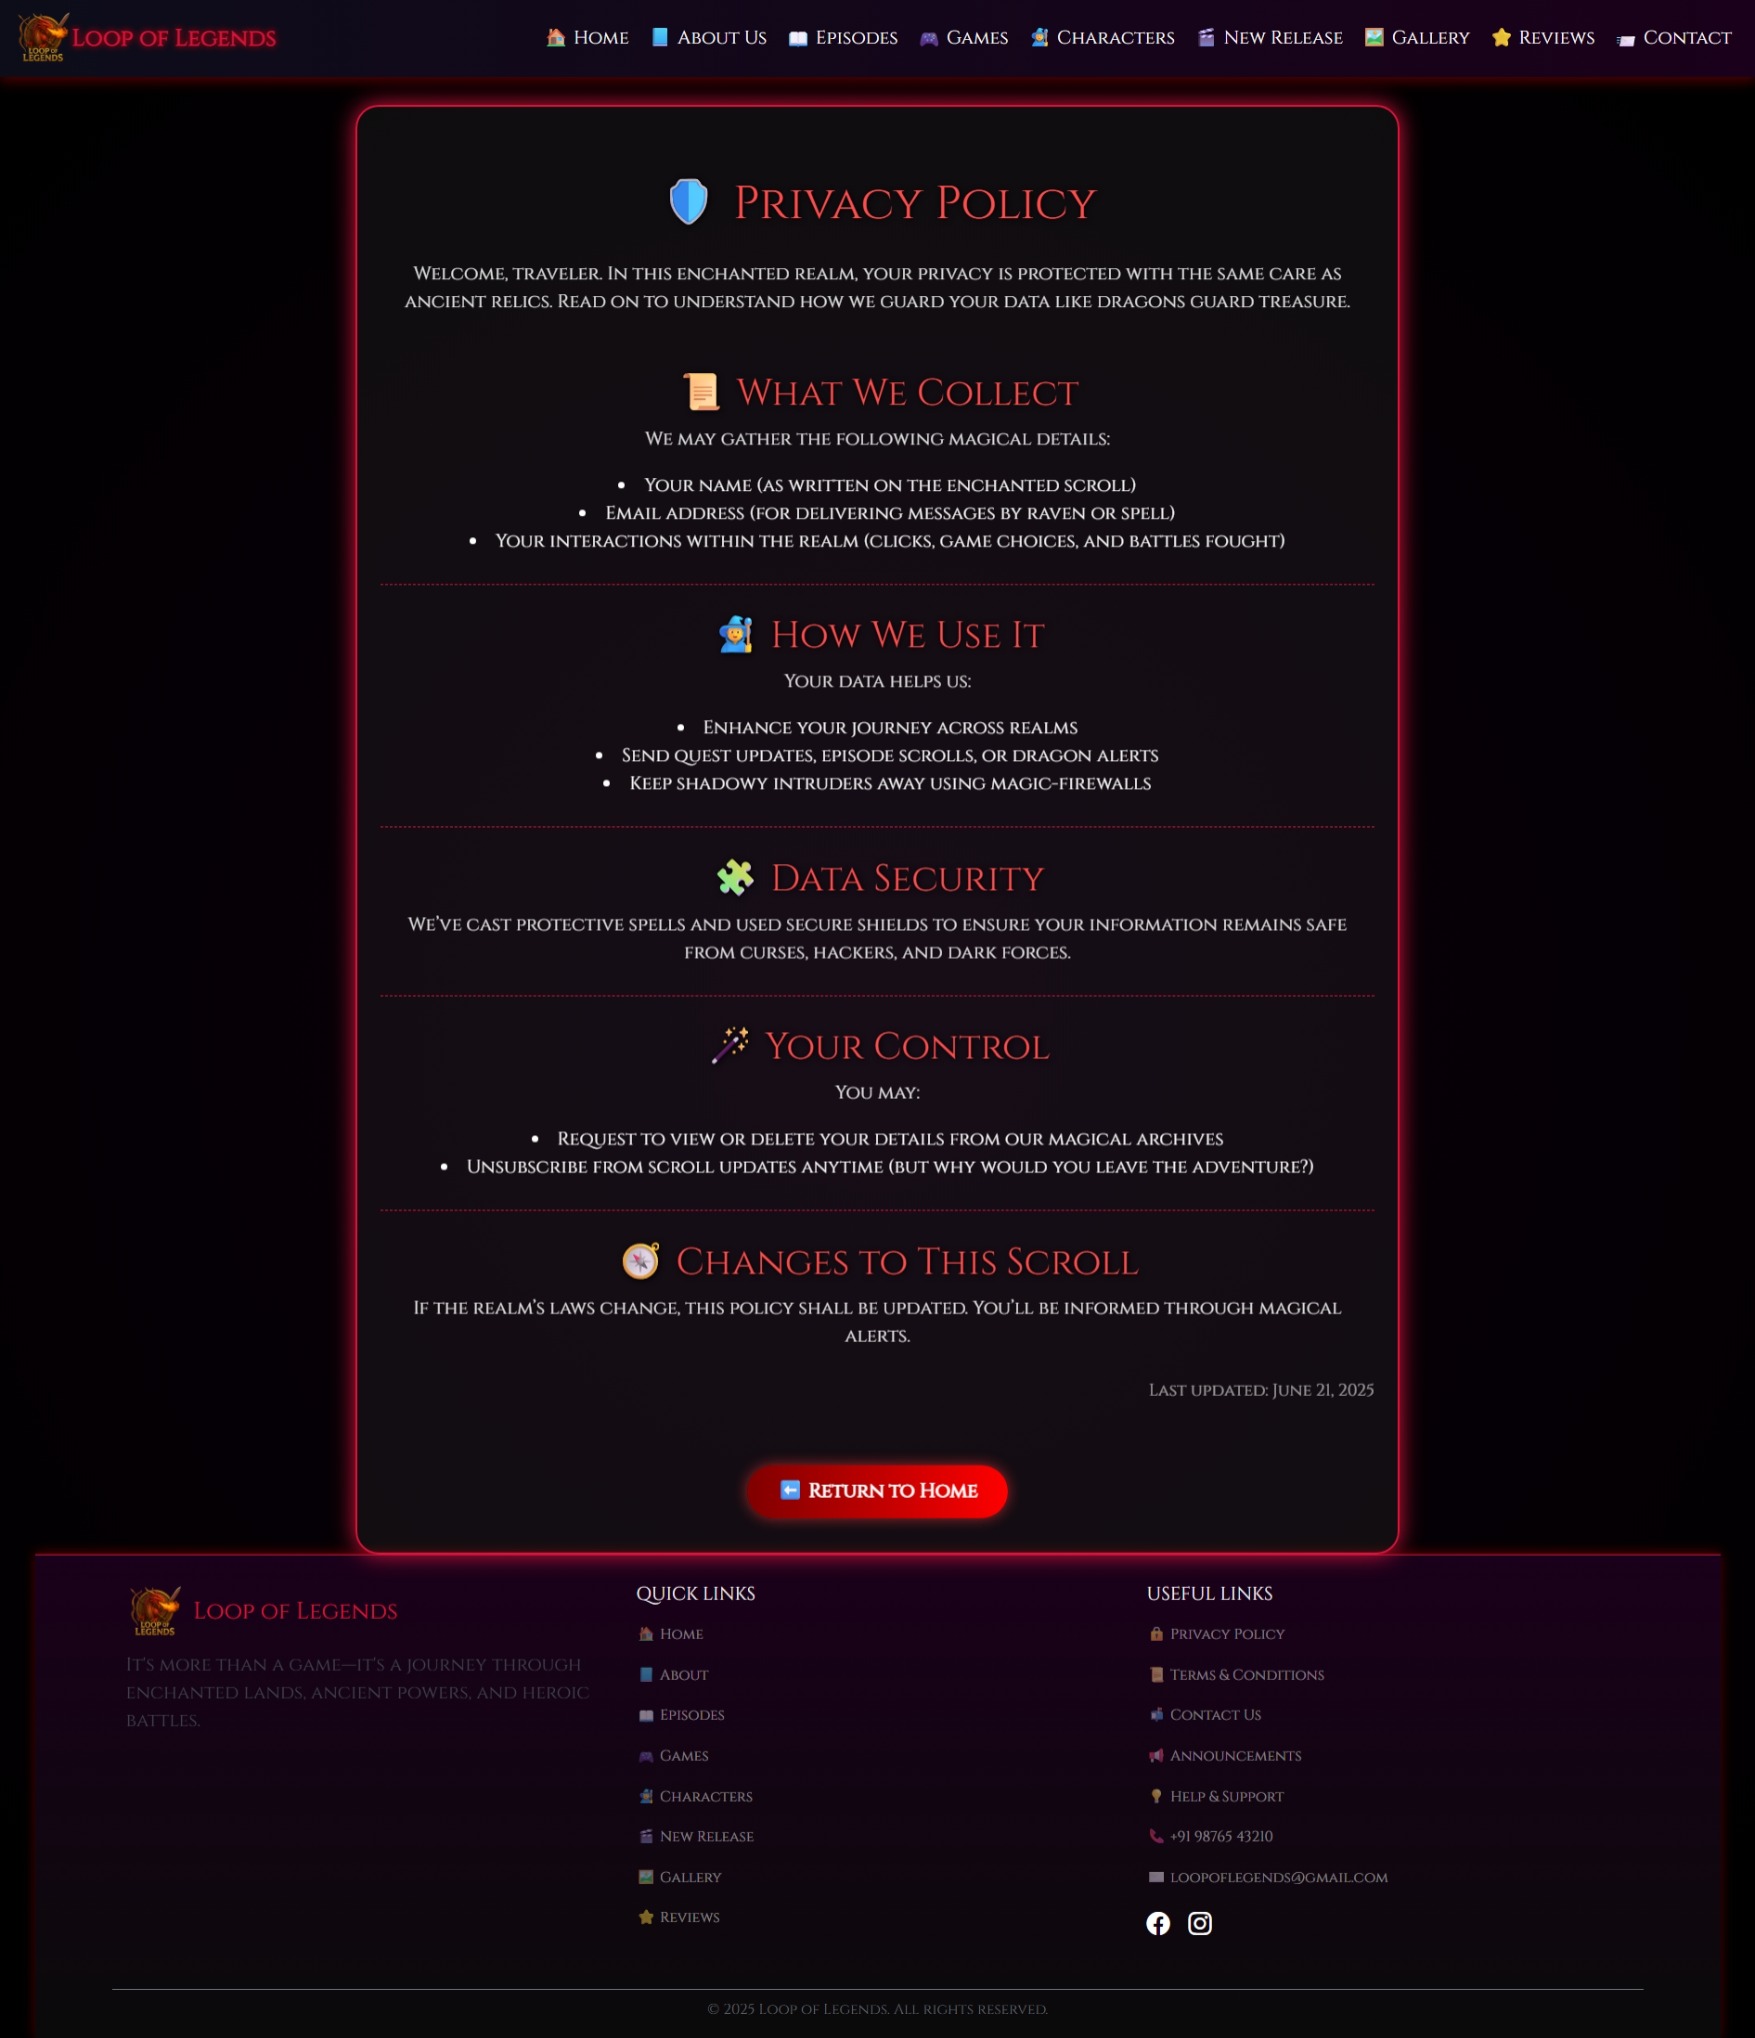 LOOP OF
LEGENDS
Loop of Legends
Home
About Us
Episodes
Games
Characters
New Release
Gallery
Reviews
Contact
Privacy Policy
Welcome, traveler. In this enchanted realm, your privacy is protected with the same care as
ancient relics. Read on to understand how we guard your data like dragons guard treasure.
What We Collect
We may gather the following magical details:
• Your name (as written on the enchanted scroll)
• Email address (for delivering messages by raven or spell)
• Your interactions within the realm (clicks, game choices, and battles fought)
How We Use It
Your data helps us:
• Enhance your journey across realms
• Send quest updates, episode scrolls, or dragon alerts
• Keep shadowy intruders away using magic-firewalls
Data Security
We’ve cast protective spells and used secure shields to ensure your information remains safe
from curses, hackers, and dark forces.
Your Control
You may:
• Request to view or delete your details from our magical archives
• Unsubscribe from scroll updates anytime (but why would you leave the adventure?)
Changes to This Scroll
If the realm’s laws change, this policy shall be updated. You’ll be informed through magical
alerts.
Last updated: June 21, 2025
Return to Home
LOOP OF
LEGENDS
Loop of Legends
It's more than a game—it's a journey through
enchanted lands, ancient powers, and heroic
battles.
QUICK LINKS
Home
About
Episodes
Games
Characters
New Release
Gallery
Reviews
USEFUL LINKS
Privacy Policy
Terms & Conditions
Contact Us
Announcements
Help & Support
+91 98765 43210
loopoflegends@gmail.com
© 2025 Loop of Legends. All rights reserved.